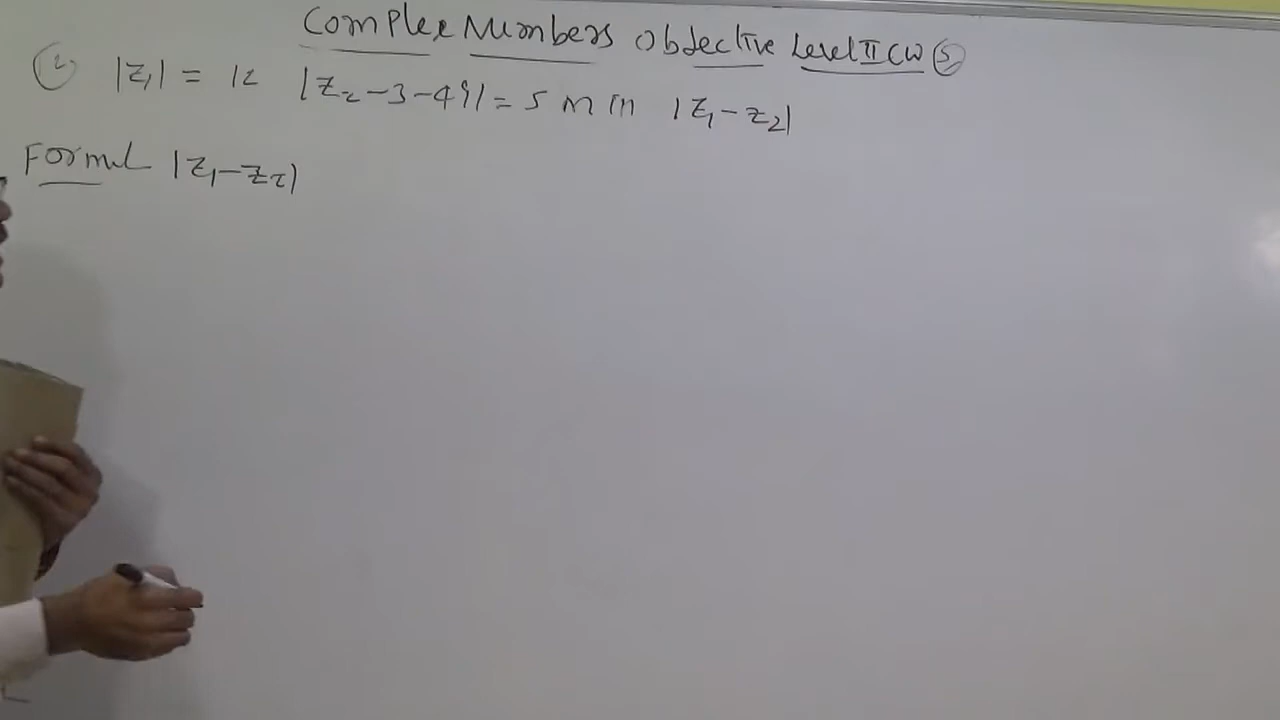 Complex Numbers Objective Level II CW (5)
(2) |z₁| = 12 |z₂-3-4i| = 5 min |z₁-z₂|
Formul |z₁-z₂|